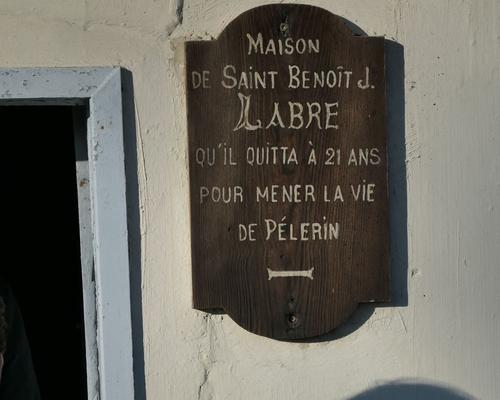 MAISON
DE SAINT BENOÎT J.
LABRE
QU'IL QUITTA À 21 ANS
POUR MENER LA VIE
DE PÉLERIN